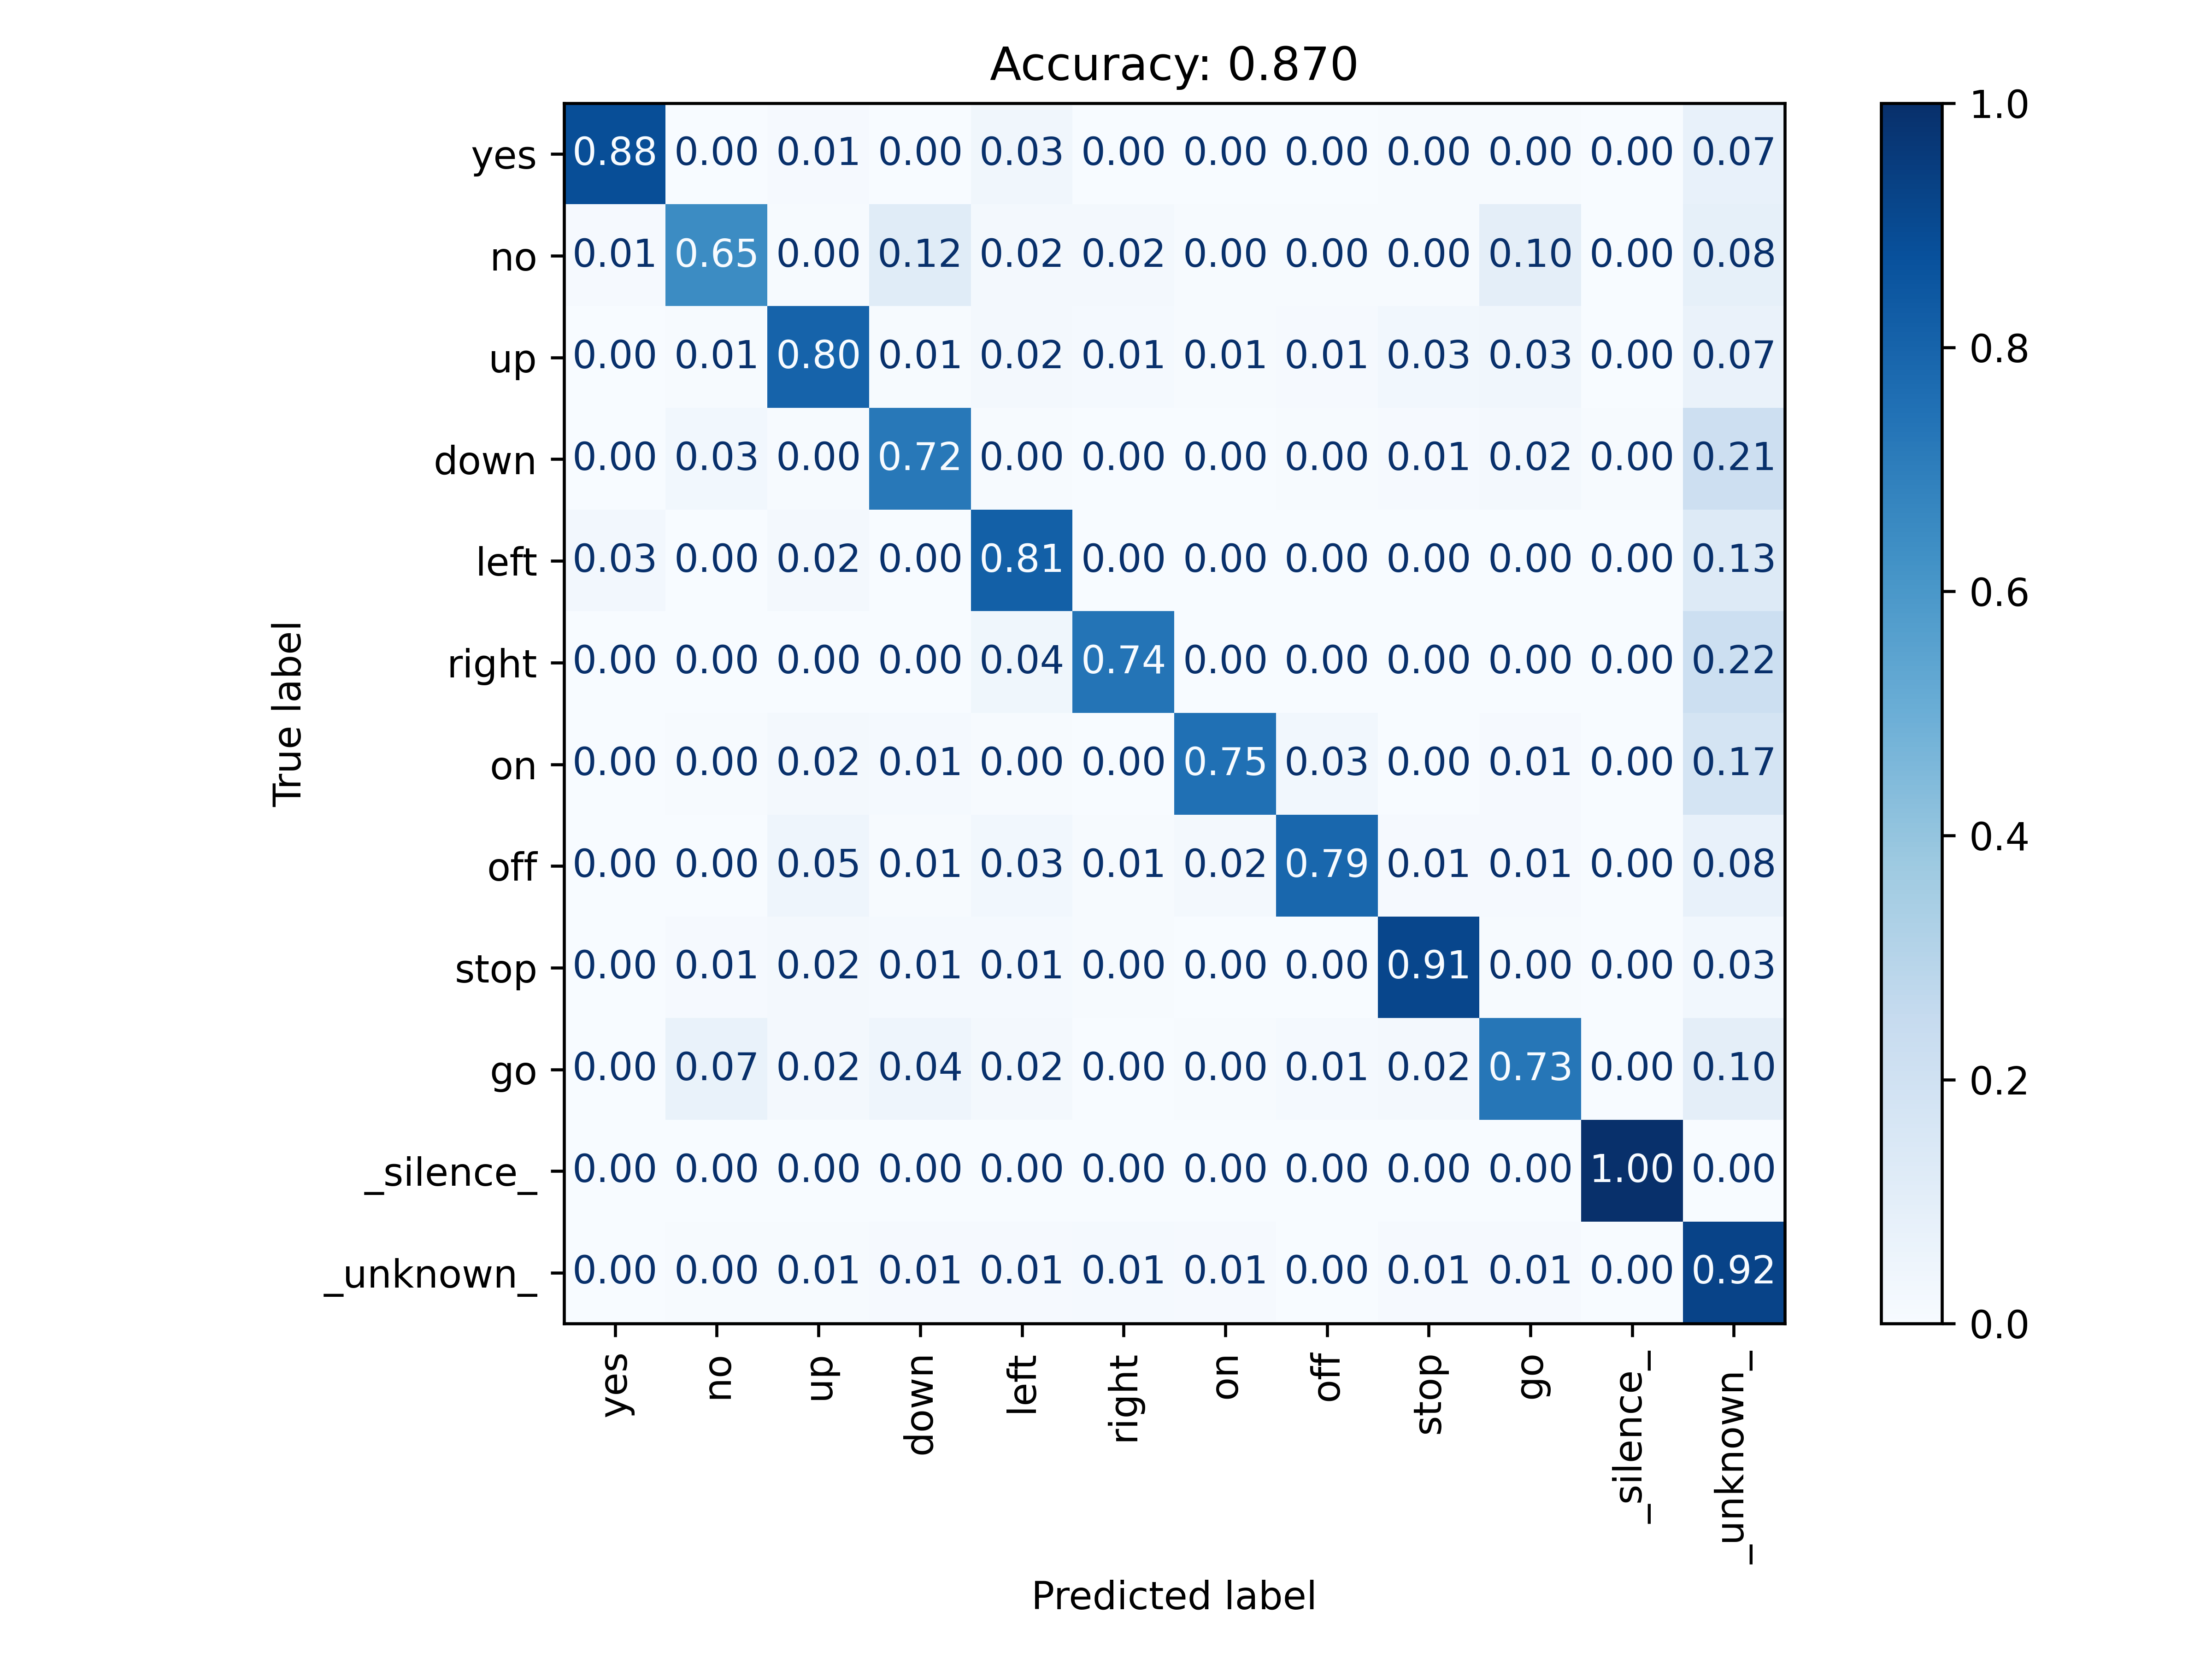 Accuracy: 0.870
True label
yes 0.88 0.00 0.01 0.00 0.03 0.00 0.00 0.00 0.00 0.00 0.00 0.07
no 0.01 0.65 0.00 0.12 0.02 0.02 0.00 0.00 0.00 0.10 0.00 0.08
up 0.00 0.01 0.80 0.01 0.02 0.01 0.01 0.01 0.03 0.03 0.00 0.07
down 0.00 0.03 0.00 0.72 0.00 0.00 0.00 0.00 0.01 0.02 0.00 0.21
left 0.03 0.00 0.02 0.00 0.81 0.00 0.00 0.00 0.00 0.00 0.00 0.13
right 0.00 0.00 0.00 0.00 0.04 0.74 0.00 0.00 0.00 0.00 0.00 0.22
on 0.00 0.00 0.02 0.01 0.00 0.00 0.75 0.03 0.00 0.01 0.00 0.17
off 0.00 0.00 0.05 0.01 0.03 0.01 0.02 0.79 0.01 0.01 0.00 0.08
stop 0.00 0.01 0.02 0.01 0.01 0.00 0.00 0.00 0.91 0.00 0.00 0.03
go 0.00 0.07 0.02 0.04 0.02 0.00 0.00 0.01 0.02 0.73 0.00 0.10
_silence_ 0.00 0.00 0.00 0.00 0.00 0.00 0.00 0.00 0.00 0.00 1.00 0.00
_unknown_ 0.00 0.00 0.01 0.01 0.01 0.01 0.01 0.00 0.01 0.01 0.00 0.92
yes no up down left right on off stop go _silence_ _unknown_
Predicted label
1.0
0.8
0.6
0.4
0.2
0.0